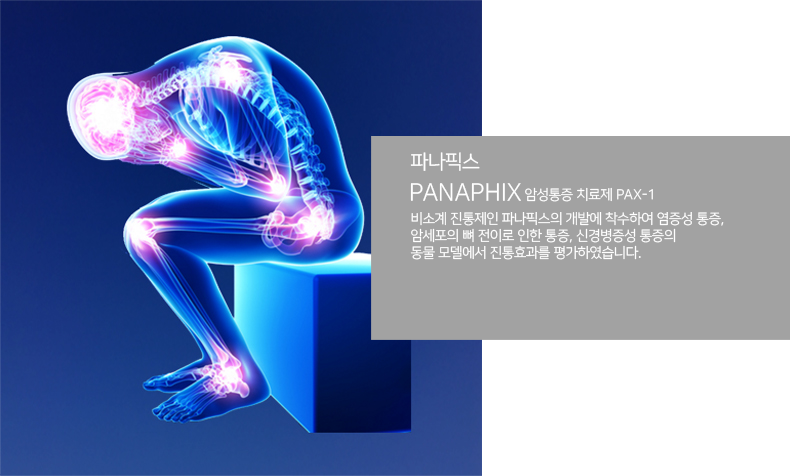 파나픽스
PANAPHIX 암성통증 치료제 PAX-1
비소계 진통제인 파나픽스의 개발에 착수하여 염증성 통증,
암세포의 뼈 전이로 인한 통증, 신경병증성 통증의
동물 모델에서 진통효과를 평가하였습니다.